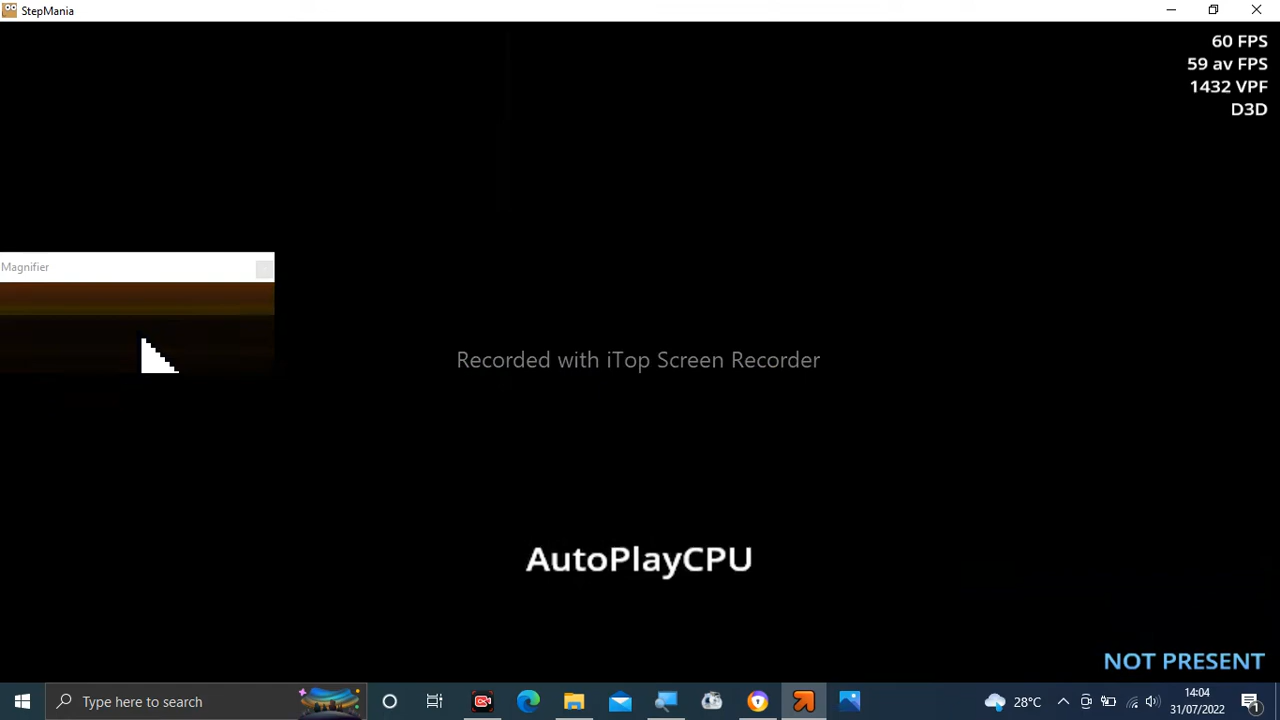 StepMania
60 FPS
59 av FPS
1432 VPF
D3D
Magnifier
Recorded with iTop Screen Recorder
AutoPlayCPU
NOT PRESENT
Type here to search
28°C
14:04
31/07/2022
1